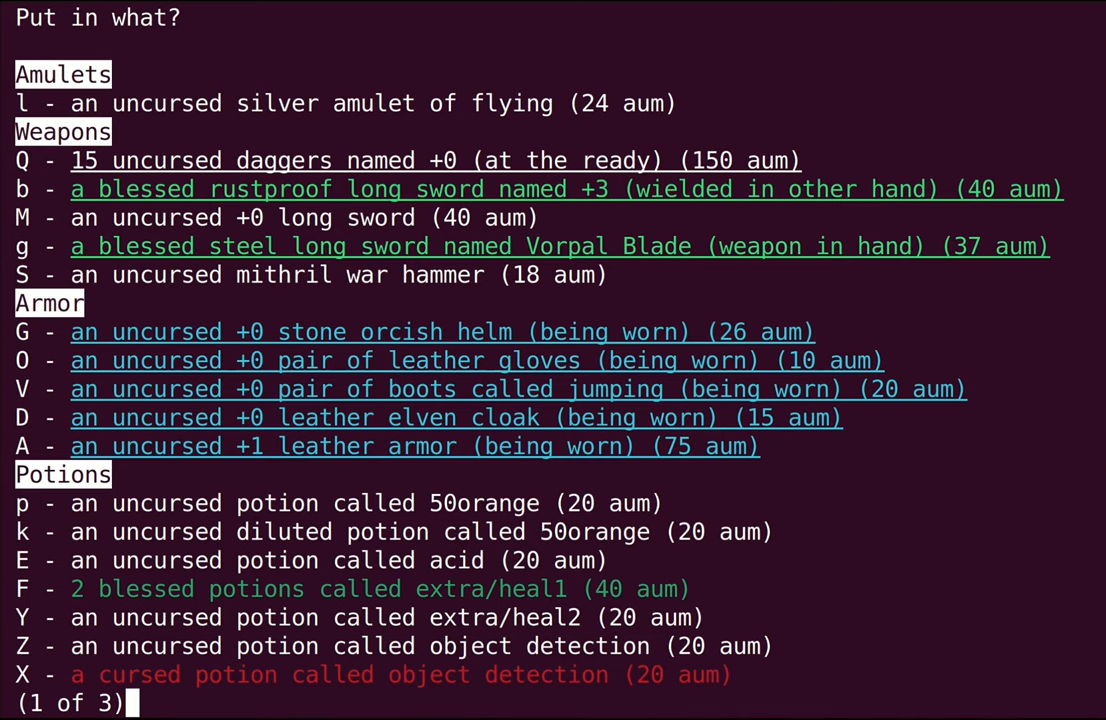 Put in what?
Amulets
l - an uncursed silver amulet of flying (24 aum)
Weapons
Q - 15 uncursed daggers named +0 (at the ready) (150 aum)
b - a blessed rustproof long sword named +3 (wielded in other hand) (40 aum)
M - an uncursed +0 long sword (40 aum)
g - a blessed steel long sword named Vorpal Blade (weapon in hand) (37 aum)
S - an uncursed mithril war hammer (18 aum)
Armor
G - an uncursed +0 stone orcish helm (being worn) (26 aum)
O - an uncursed +0 pair of leather gloves (being worn) (10 aum)
V - an uncursed +0 pair of boots called jumping (being worn) (20 aum)
D - an uncursed +0 leather elven cloak (being worn) (15 aum)
A - an uncursed +1 leather armor (being worn) (75 aum)
Potions
p - an uncursed potion called 50orange (20 aum)
k - an uncursed diluted potion called 50orange (20 aum)
E - an uncursed potion called acid (20 aum)
F - 2 blessed potions called extra/heal1 (40 aum)
Y - an uncursed potion called extra/heal2 (20 aum)
Z - an uncursed potion called object detection (20 aum)
X - a cursed potion called object detection (20 aum)
(1 of 3)